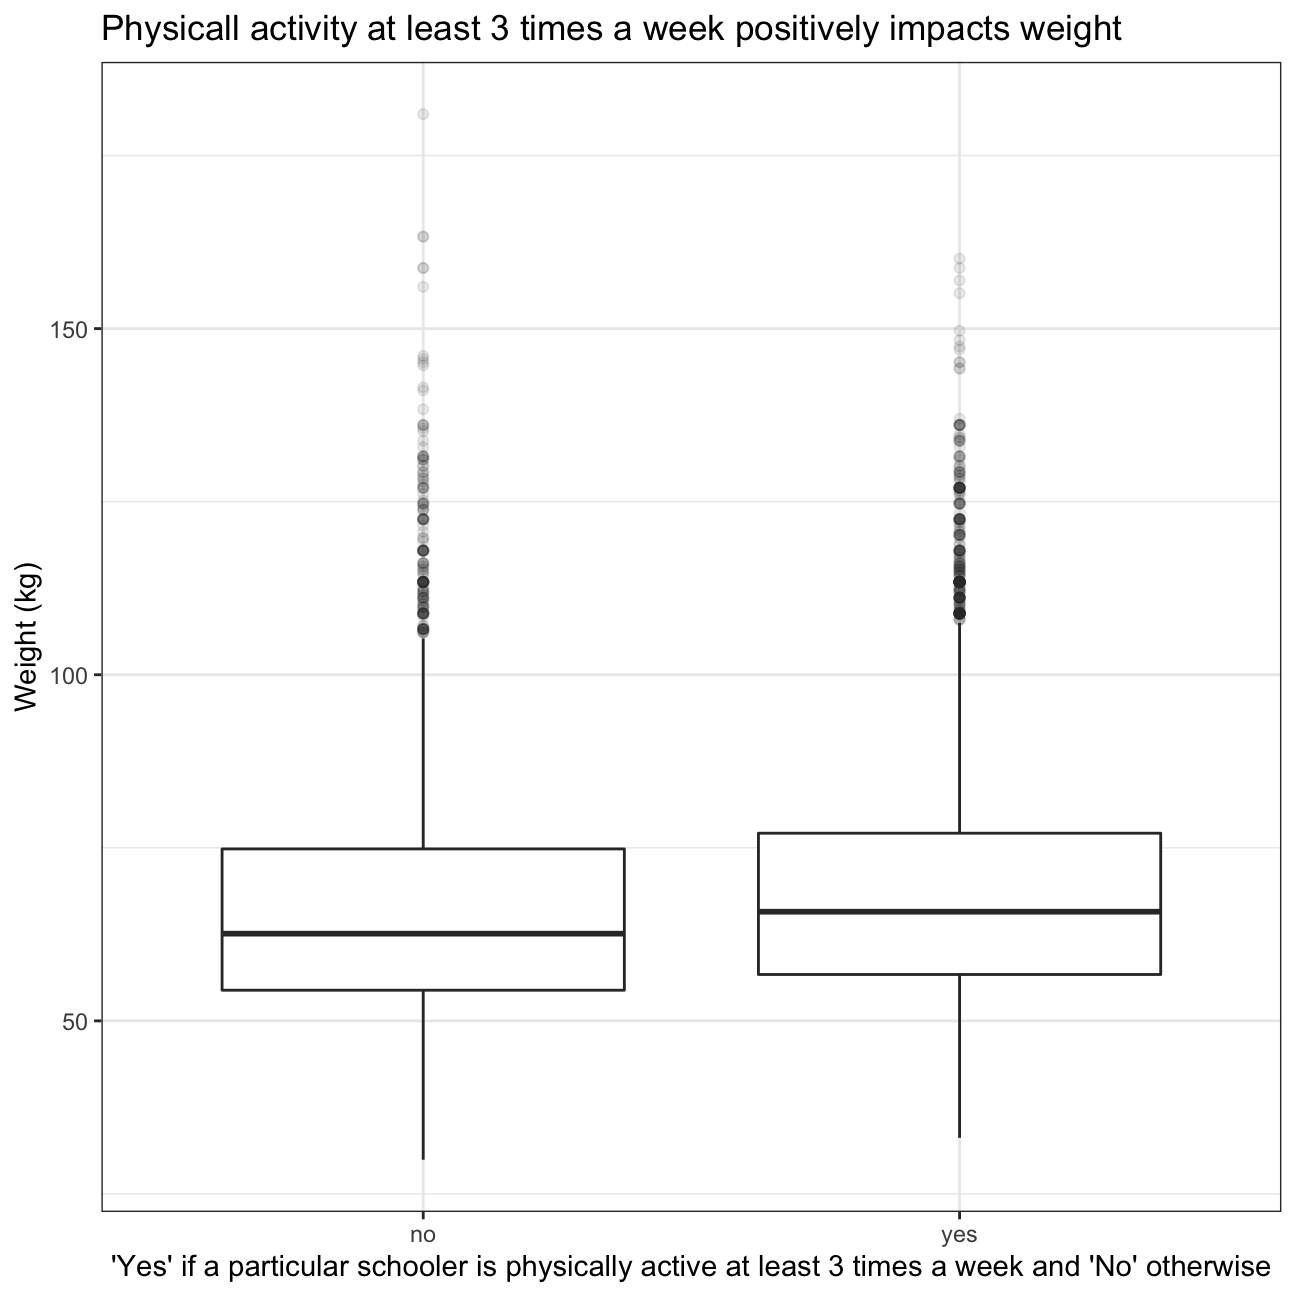 Physicall activity at least 3 times a week positively impacts weight
Weight (kg)
150
100
50
no
yes
'Yes' if a particular schooler is physically active at least 3 times a week and 'No' otherwise